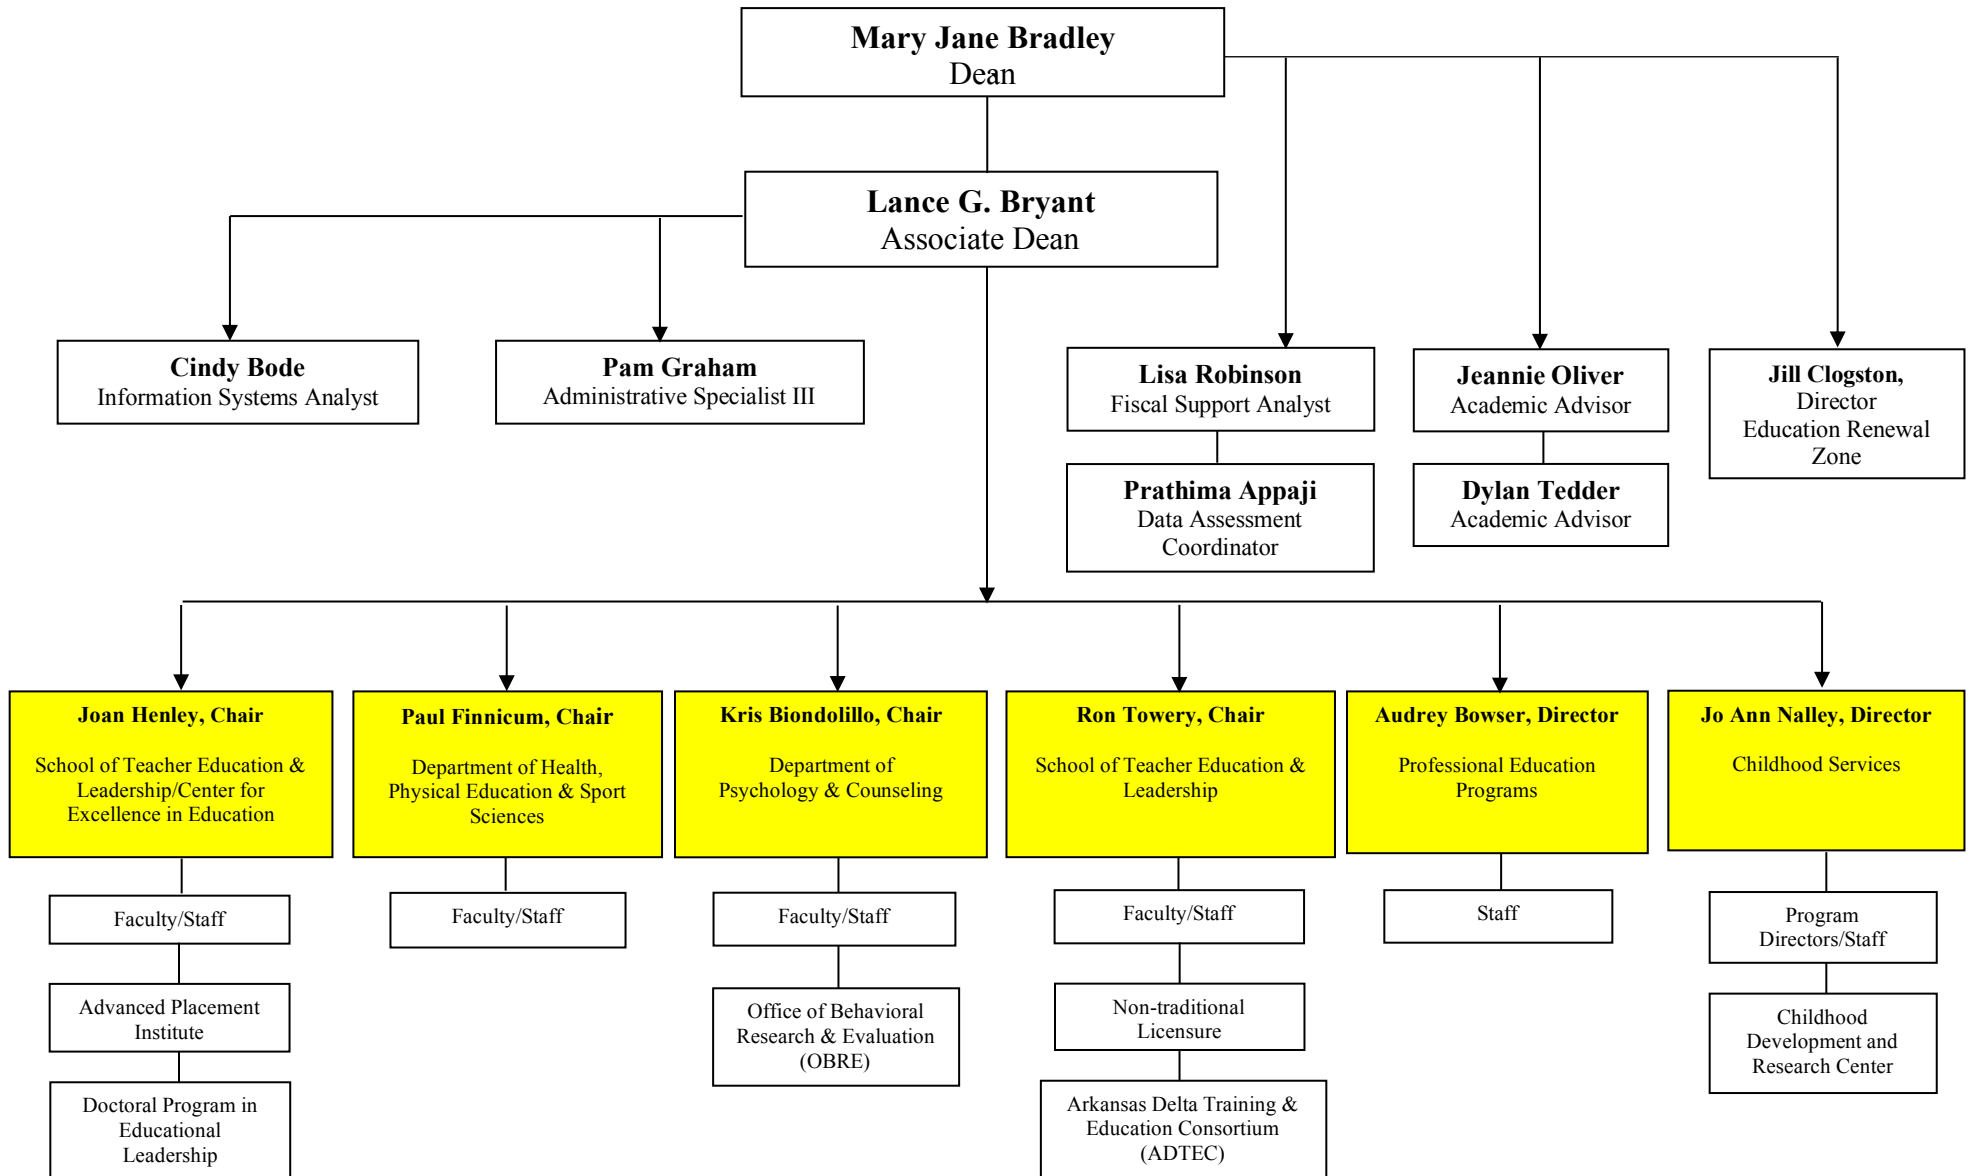 Mary Jane Bradley
Dean
Lance G. Bryant
Associate Dean
Cindy Bode
Information Systems Analyst
Pam Graham
Administrative Specialist III
Lisa Robinson
Fiscal Support Analyst
Jeannie Oliver
Academic Advisor
Jill Clogston,
Director
Education Renewal
Zone
Prathima Appaji
Data Assessment
Coordinator
Dylan Tedder
Academic Advisor
Joan Henley, Chair
School of Teacher Education &
Leadership/Center for
Excellence in Education
Paul Finnicum, Chair
Department of Health,
Physical Education & Sport
Sciences
Kris Biondolillo, Chair
Department of
Psychology & Counseling
Ron Towery, Chair
School of Teacher Education &
Leadership
Audrey Bowser, Director
Professional Education
Programs
Jo Ann Nalley, Director
Childhood Services
Faculty/Staff
Faculty/Staff
Faculty/Staff
Faculty/Staff
Staff
Program
Directors/Staff
Advanced Placement
Institute
Office of Behavioral
Research & Evaluation
(OBRE)
Non-traditional
Licensure
Childhood
Development and
Research Center
Doctoral Program in
Educational
Leadership
Arkansas Delta Training &
Education Consortium
(ADTEC)